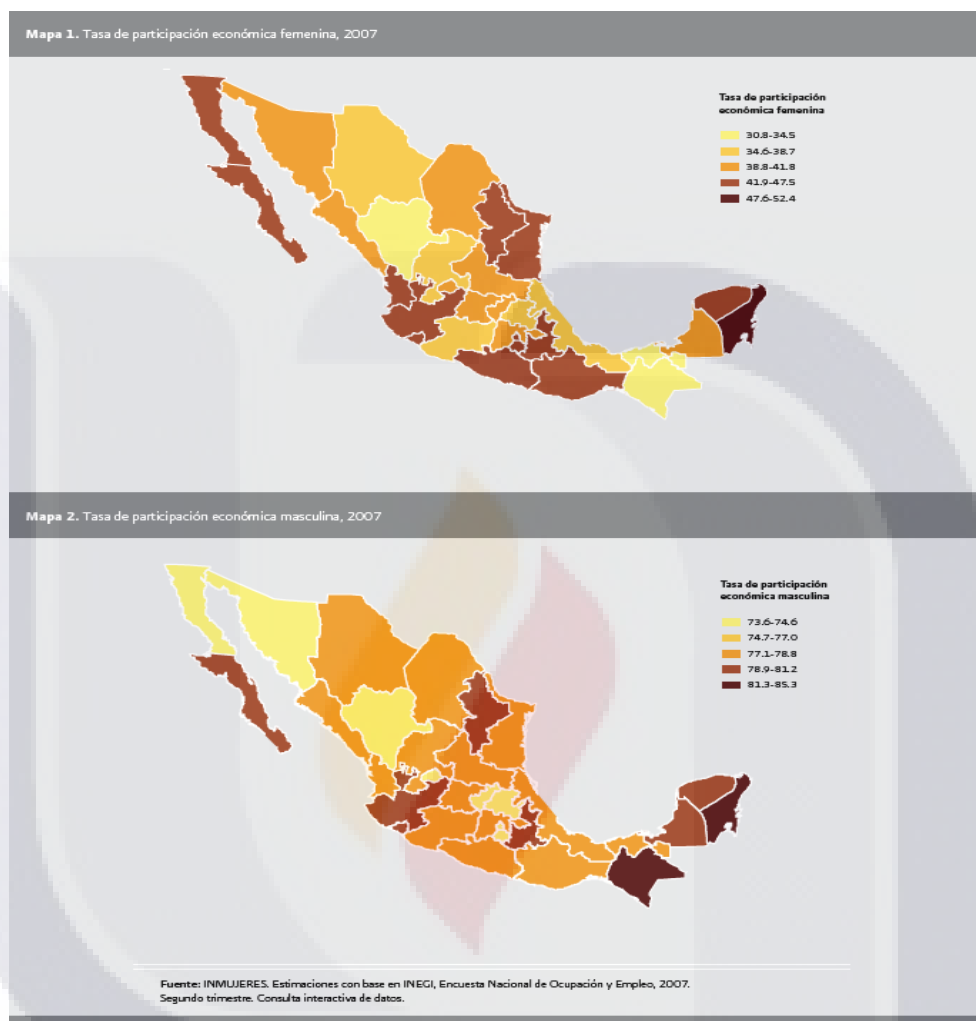 Mapa 1. Tasa de participación económica femenina, 2007
Tasa de participación
económica femenina
30.8-34.5
34.6-38.7
38.8-41.8
41.9-47.5
47.6-52.4
Mapa 2. Tasa de participación económica masculina, 2007
Tasa de participación
económica masculina
73.6-74.6
74.7-77.0
77.1-78.8
78.9-81.2
81.3-85.3
Fuente: INMUJERES. Estimaciones con base en INEGI, Encuesta Nacional de Ocupación y Empleo, 2007.
Segundo trimestre. Consulta interactiva de datos.